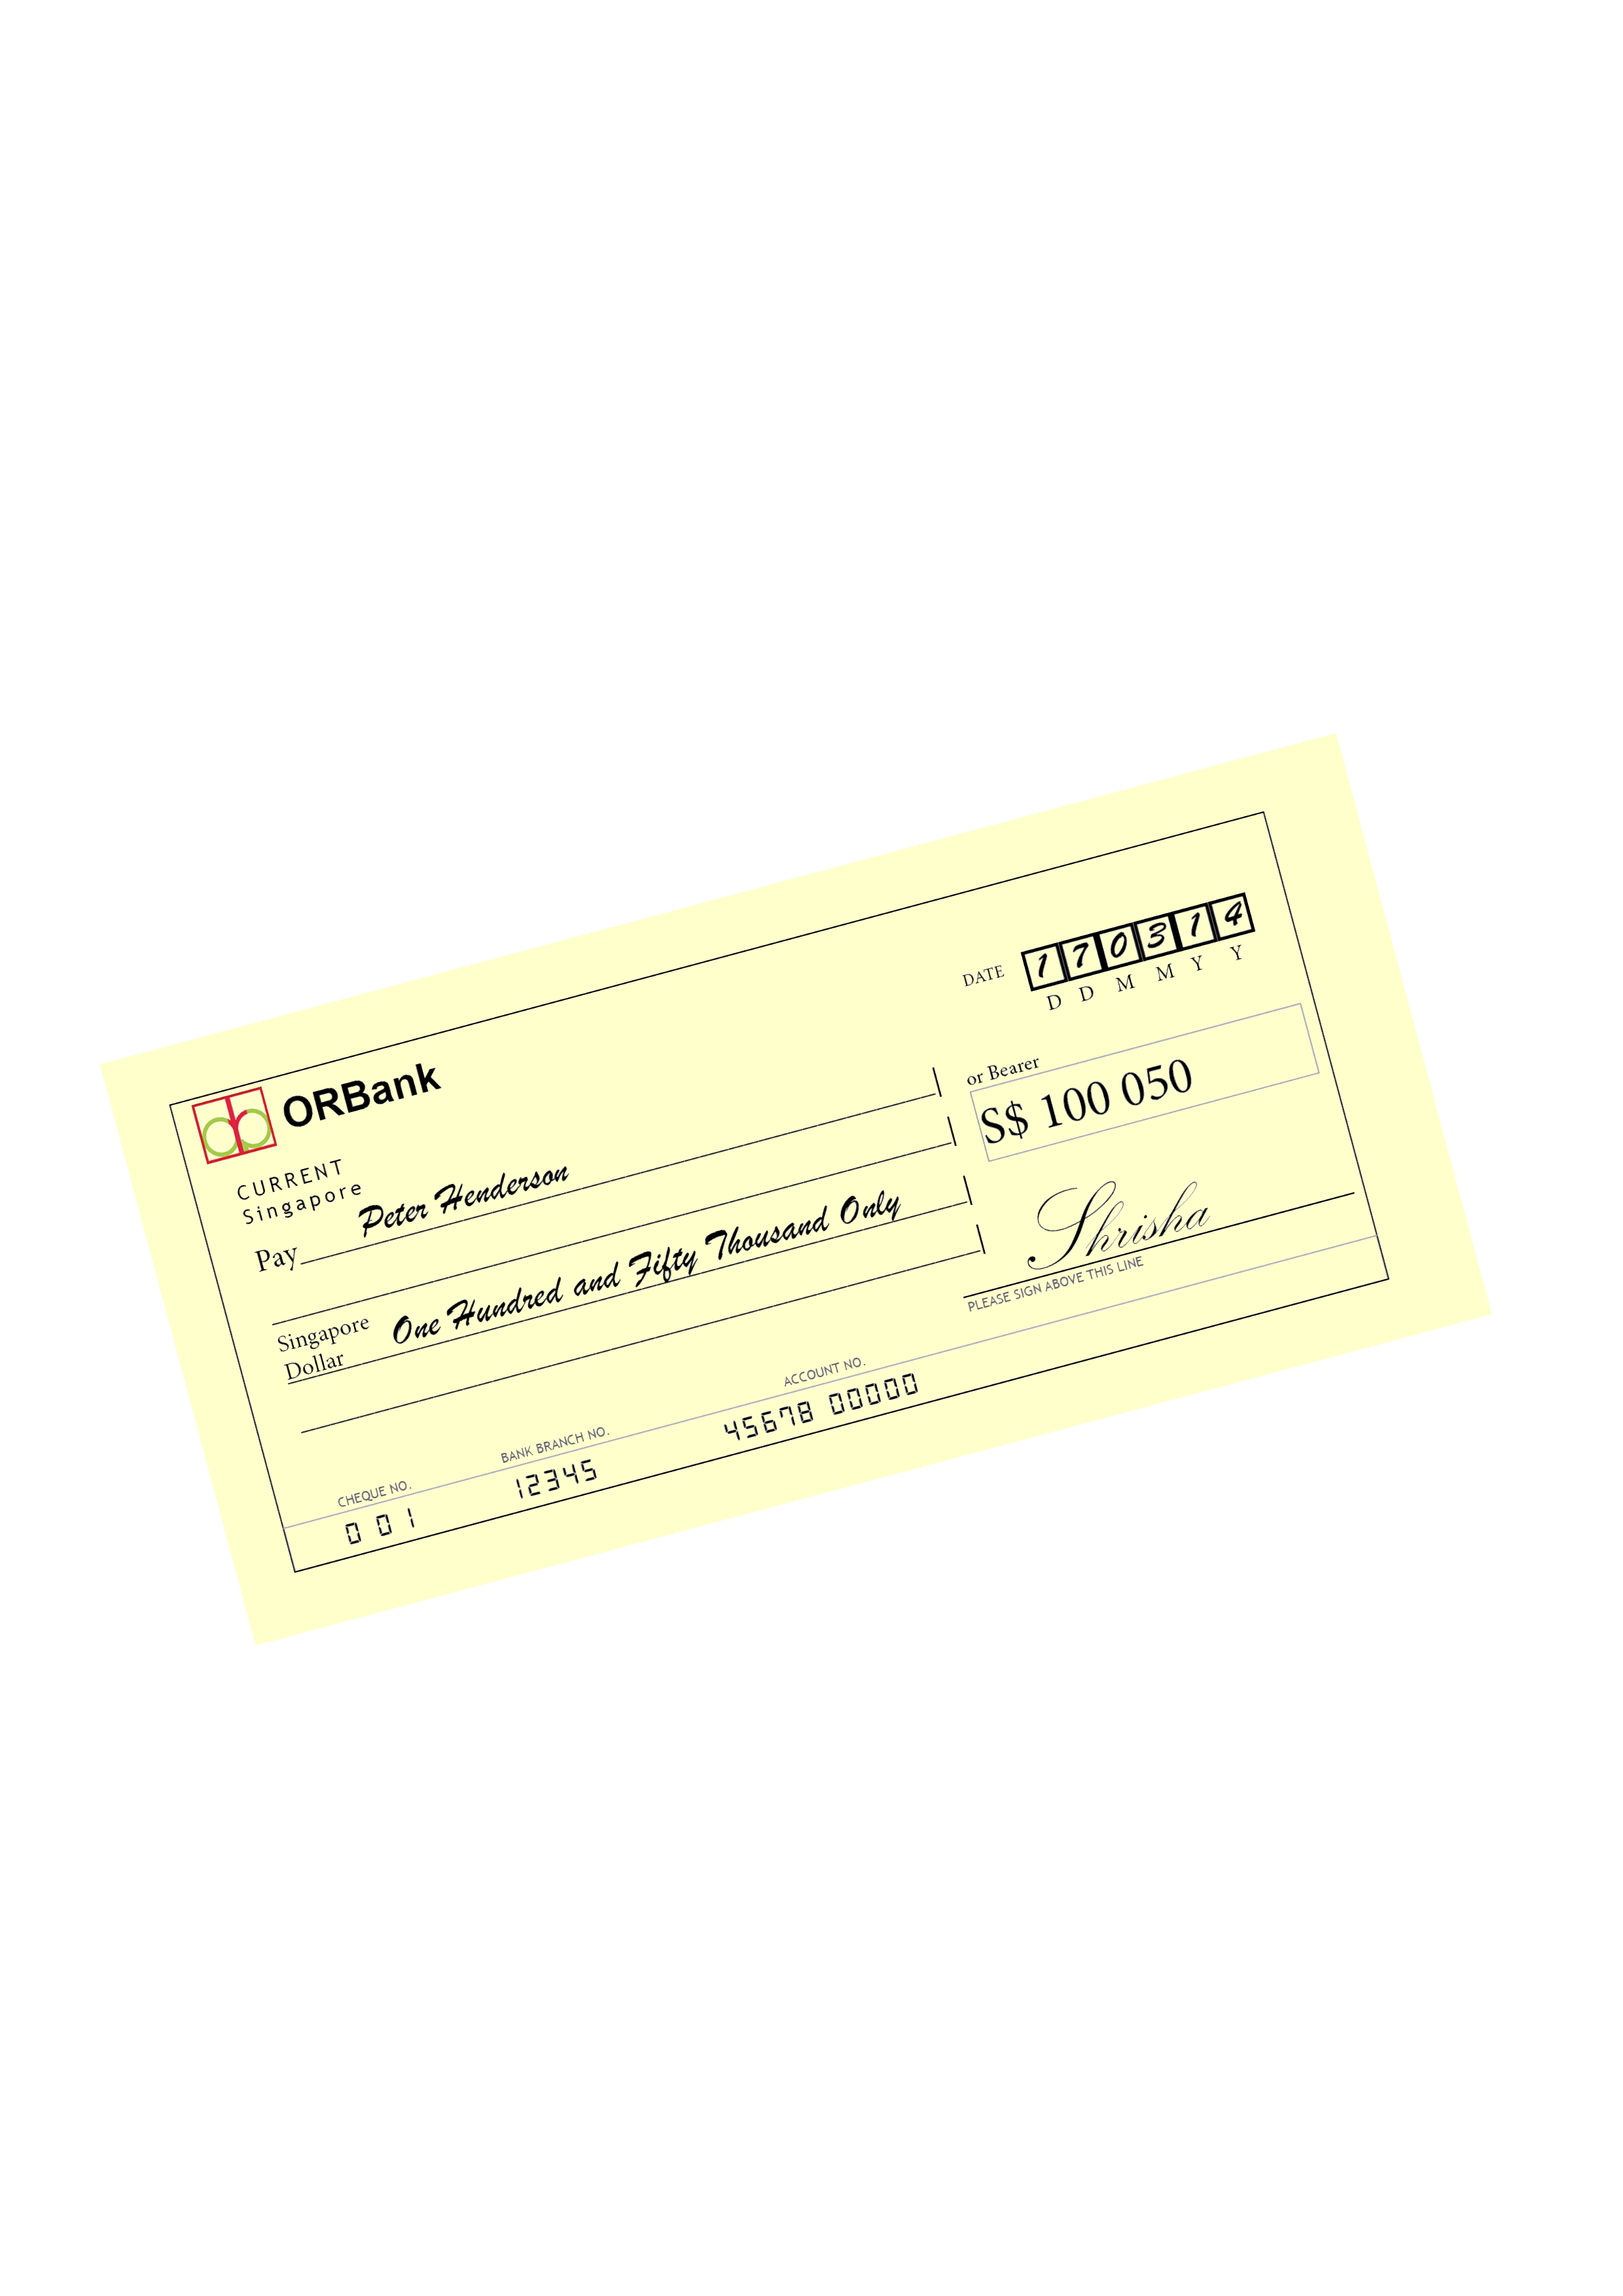 ORBank
CURRENT
Singapore
DATE 1 7 0 3 1 4
D D M M Y Y
Pay Peter Henderson
or Bearer
S$ 100 050
Singapore
Dollar
One Hundred and Fifty Thousand Only
Shrisha
PLEASE SIGN ABOVE THIS LINE
CHEQUE NO. BANK BRANCH NO. ACCOUNT NO.
0 0 1 12345 45678 00000